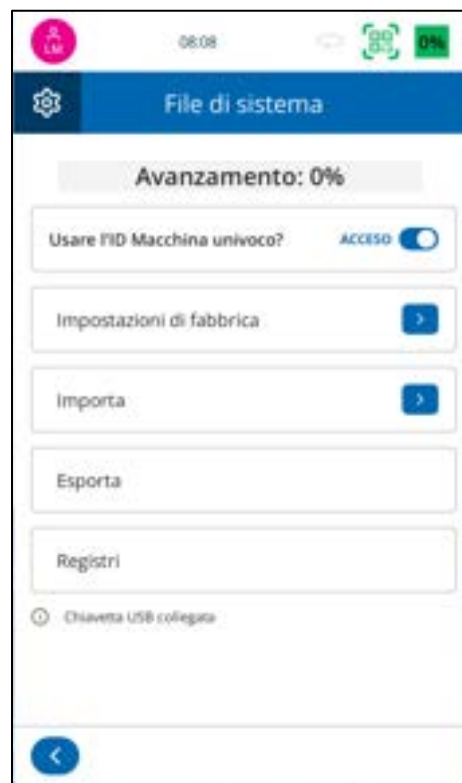 LM
08:08
0%
File di sistema
Avanzamento: 0%
Usare l'ID Macchina univoco?
ACCESO
Impostazioni di fabbrica
Importa
Esporta
Registri
Chiavetta USB collegata